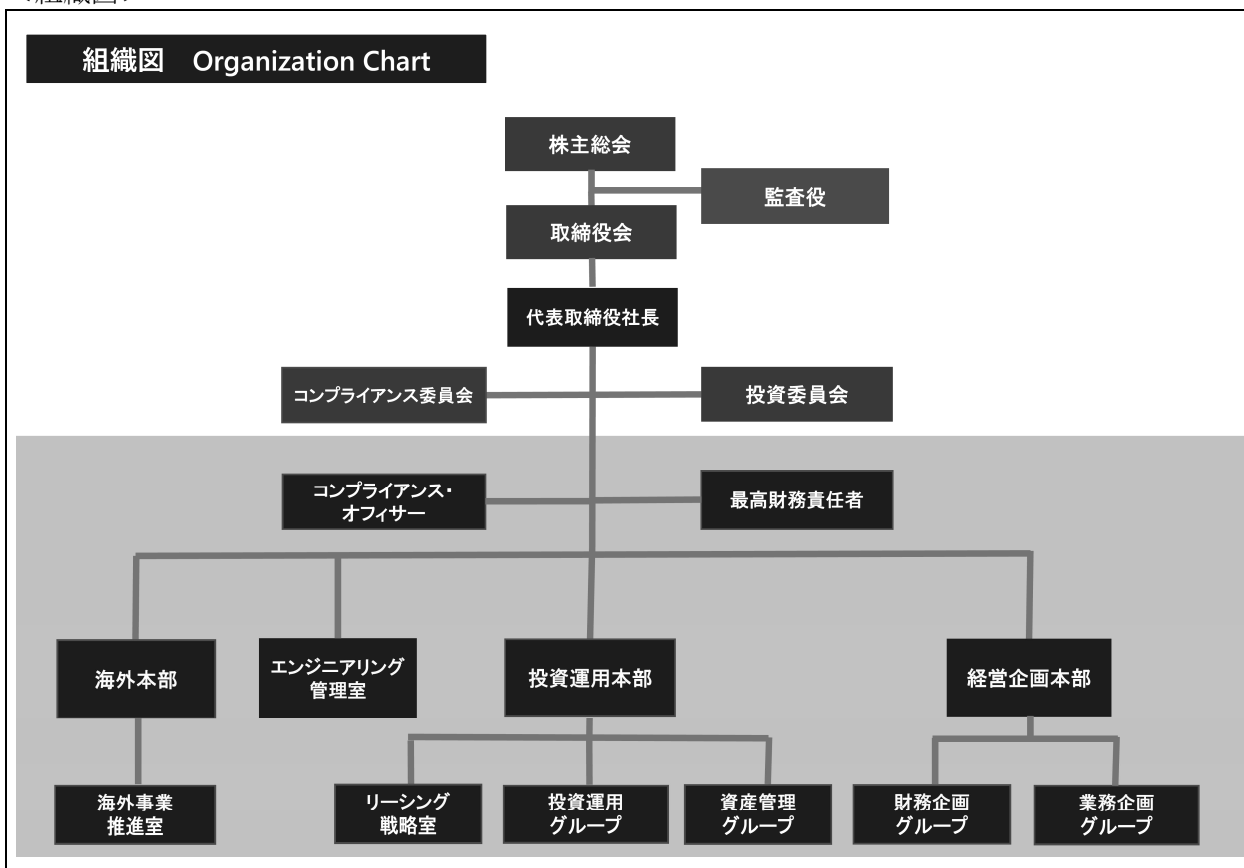 <組織図>
組織図 Organization Chart
株主総会
監査役
取締役会
代表取締役社長
コンプライアンス委員会
投資委員会
コンプライアンス・
オフィサー
最高財務責任者
海外本部
エンジニアリング
管理室
投資運用本部
経営企画本部
海外事業
推進室
リーシング
戦略室
投資運用
グループ
資産管理
グループ
財務企画
グループ
業務企画
グループ